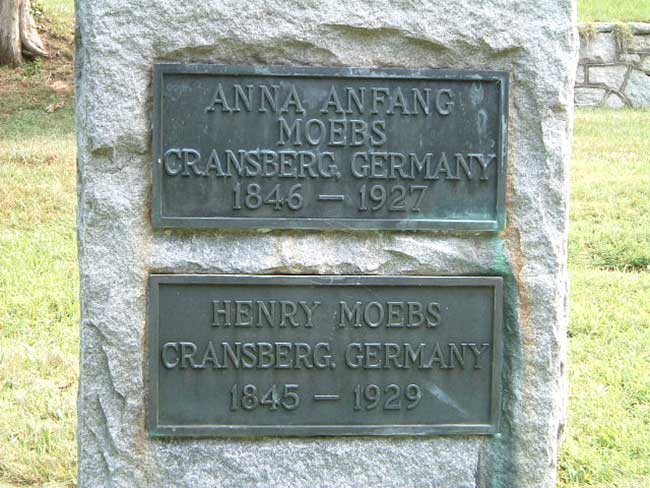 ANNA ANFANG
MOEBS
CRANSBERG, GERMANY
1846 — 1927
HENRY MOEBS
CRANSBERG, GERMANY
1845 — 1929